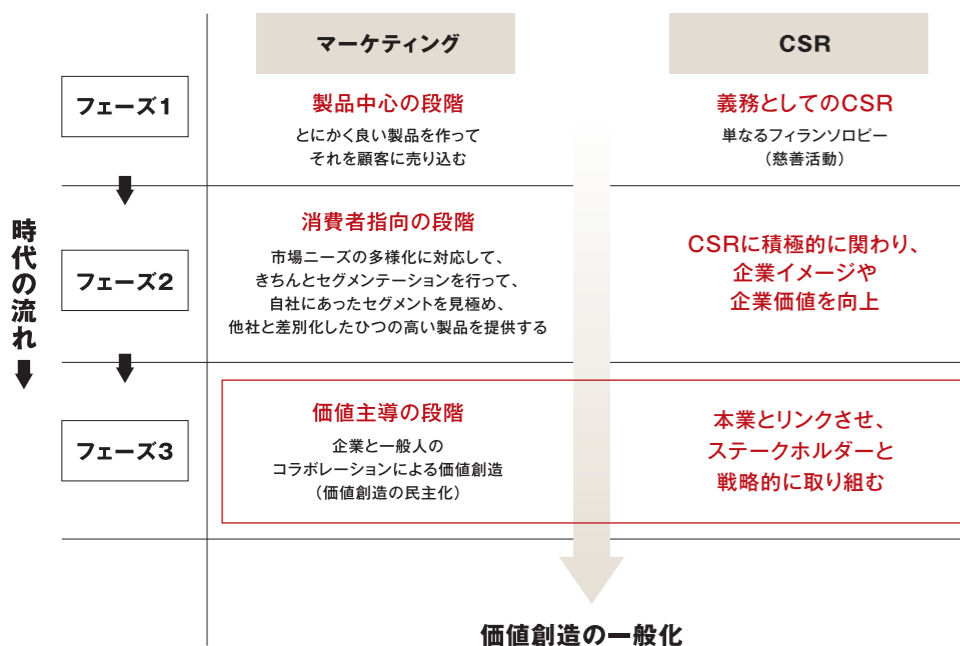 マーケティング
CSR
時代の流れ
フェーズ1
製品中心の段階
とにかく良い製品を作って
それを顧客に売り込む
義務としてのCSR
単なるフィランソロピー
（慈善活動）
フェーズ2
消費者指向の段階
市場ニーズの多様化に対応して、
きちんとセグメンテーションを行って、
自社にあったセグメントを見極め、
他社と差別化したひつの高い製品を提供する
CSRに積極的に関わり、
企業イメージや
企業価値を向上
フェーズ3
価値主導の段階
企業と一般人の
コラボレーションによる価値創造
（価値創造の民主化）
本業とリンクさせ、
ステークホルダーと
戦略的に取り組む
価値創造の一般化